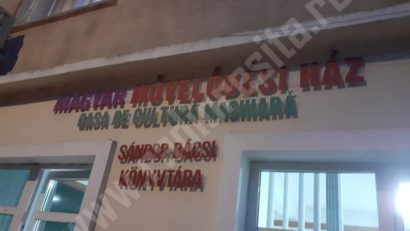 MAGYAR MŰVELŐDÉSI HÁZ
CASA DE CULTURĂ MAGHIARĂ
SÁNDOR BÁCSI
KÖNYVTÁRA